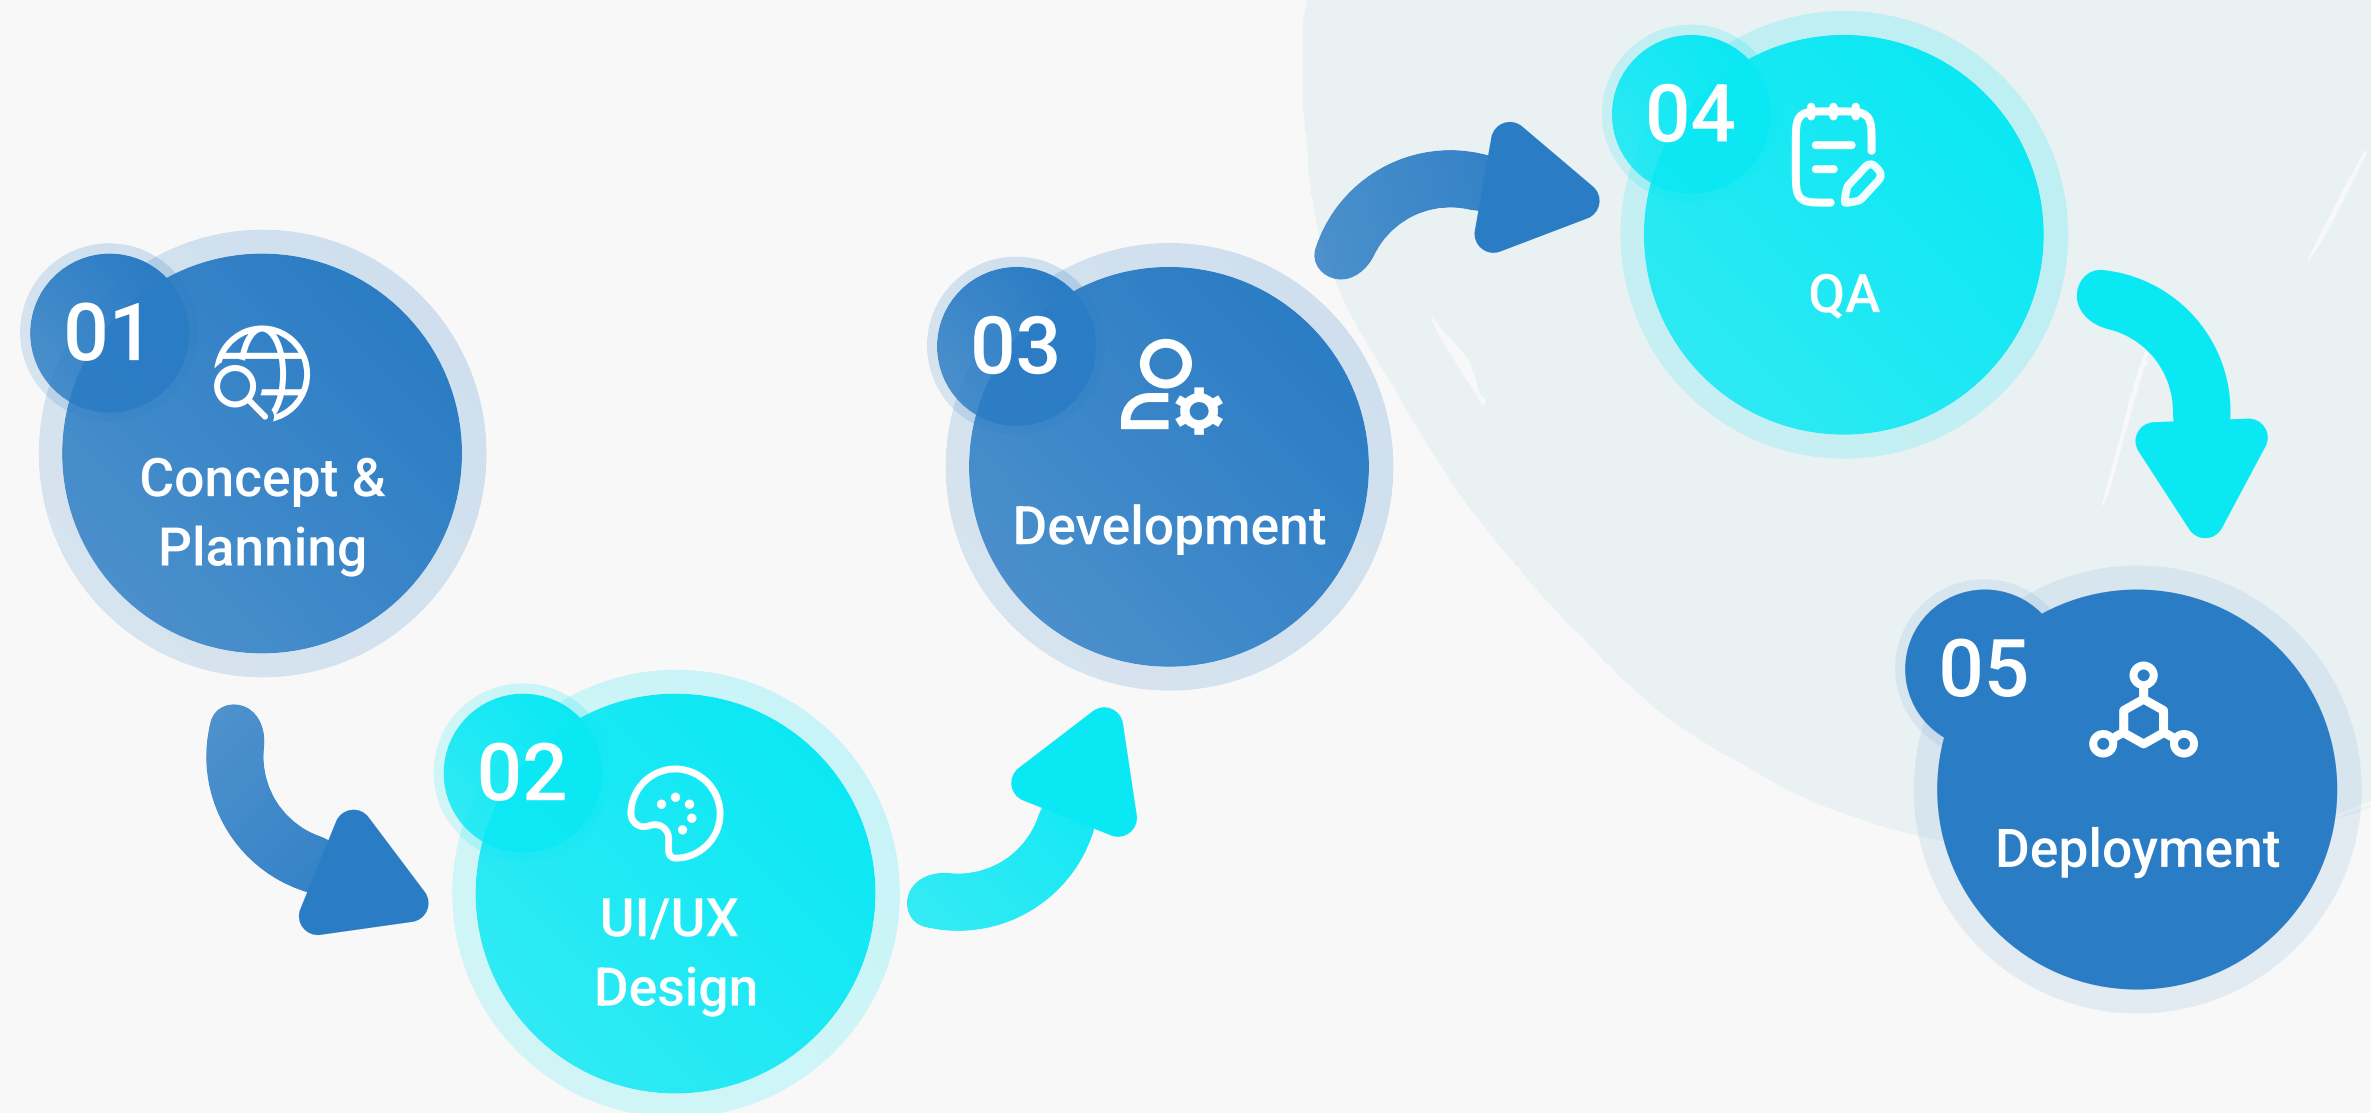 01
Concept &
Planning
02
UI/UX
Design
03
Development
04
QA
05
Deployment